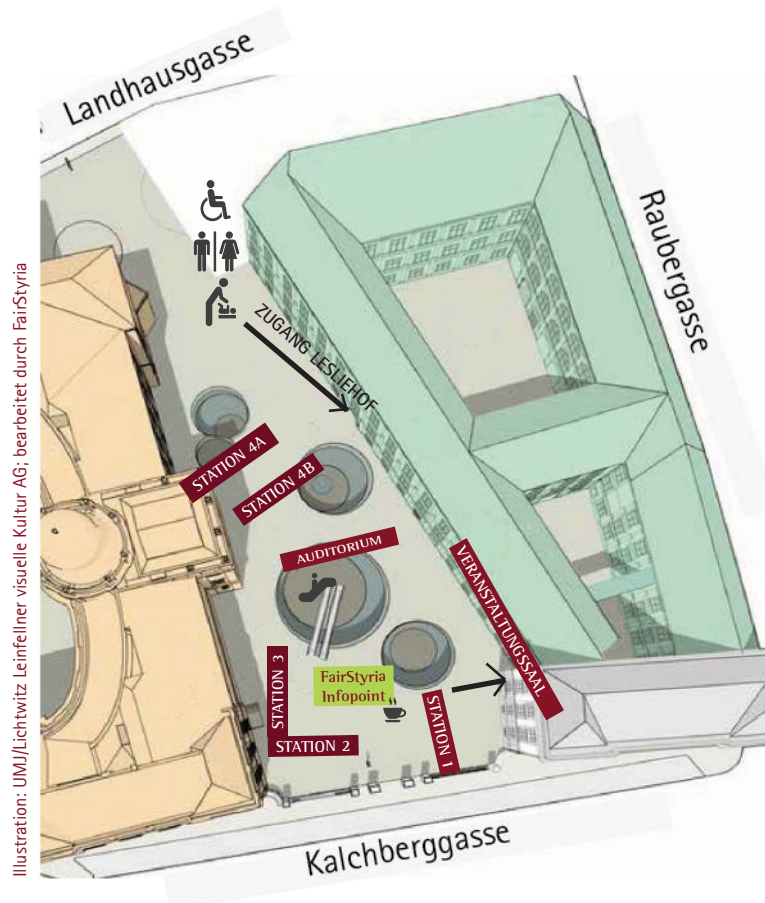 Landhausgasse
Raubergasse
ZUGANG LESLIEHOF
STATION 4A
STATION 4B
AUDITORIUM
VERANSTALTUNGSSAAL
STATION 3
FairStyria
Infopoint
STATION 1
STATION 2
Kalchberggasse
Illustration: UMJ/Lichtwitz Leinfellner visuelle Kultur AG; bearbeitet durch FairStyria